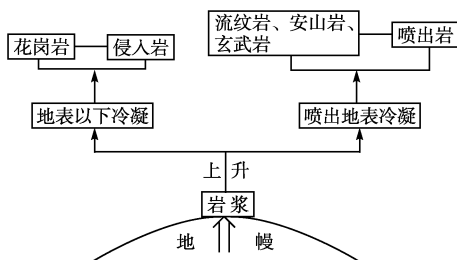 流纹岩、安山岩、
玄武岩
喷出岩
花岗岩
侵入岩
地表以下冷凝
喷出地表冷凝
上升
岩浆
地幔